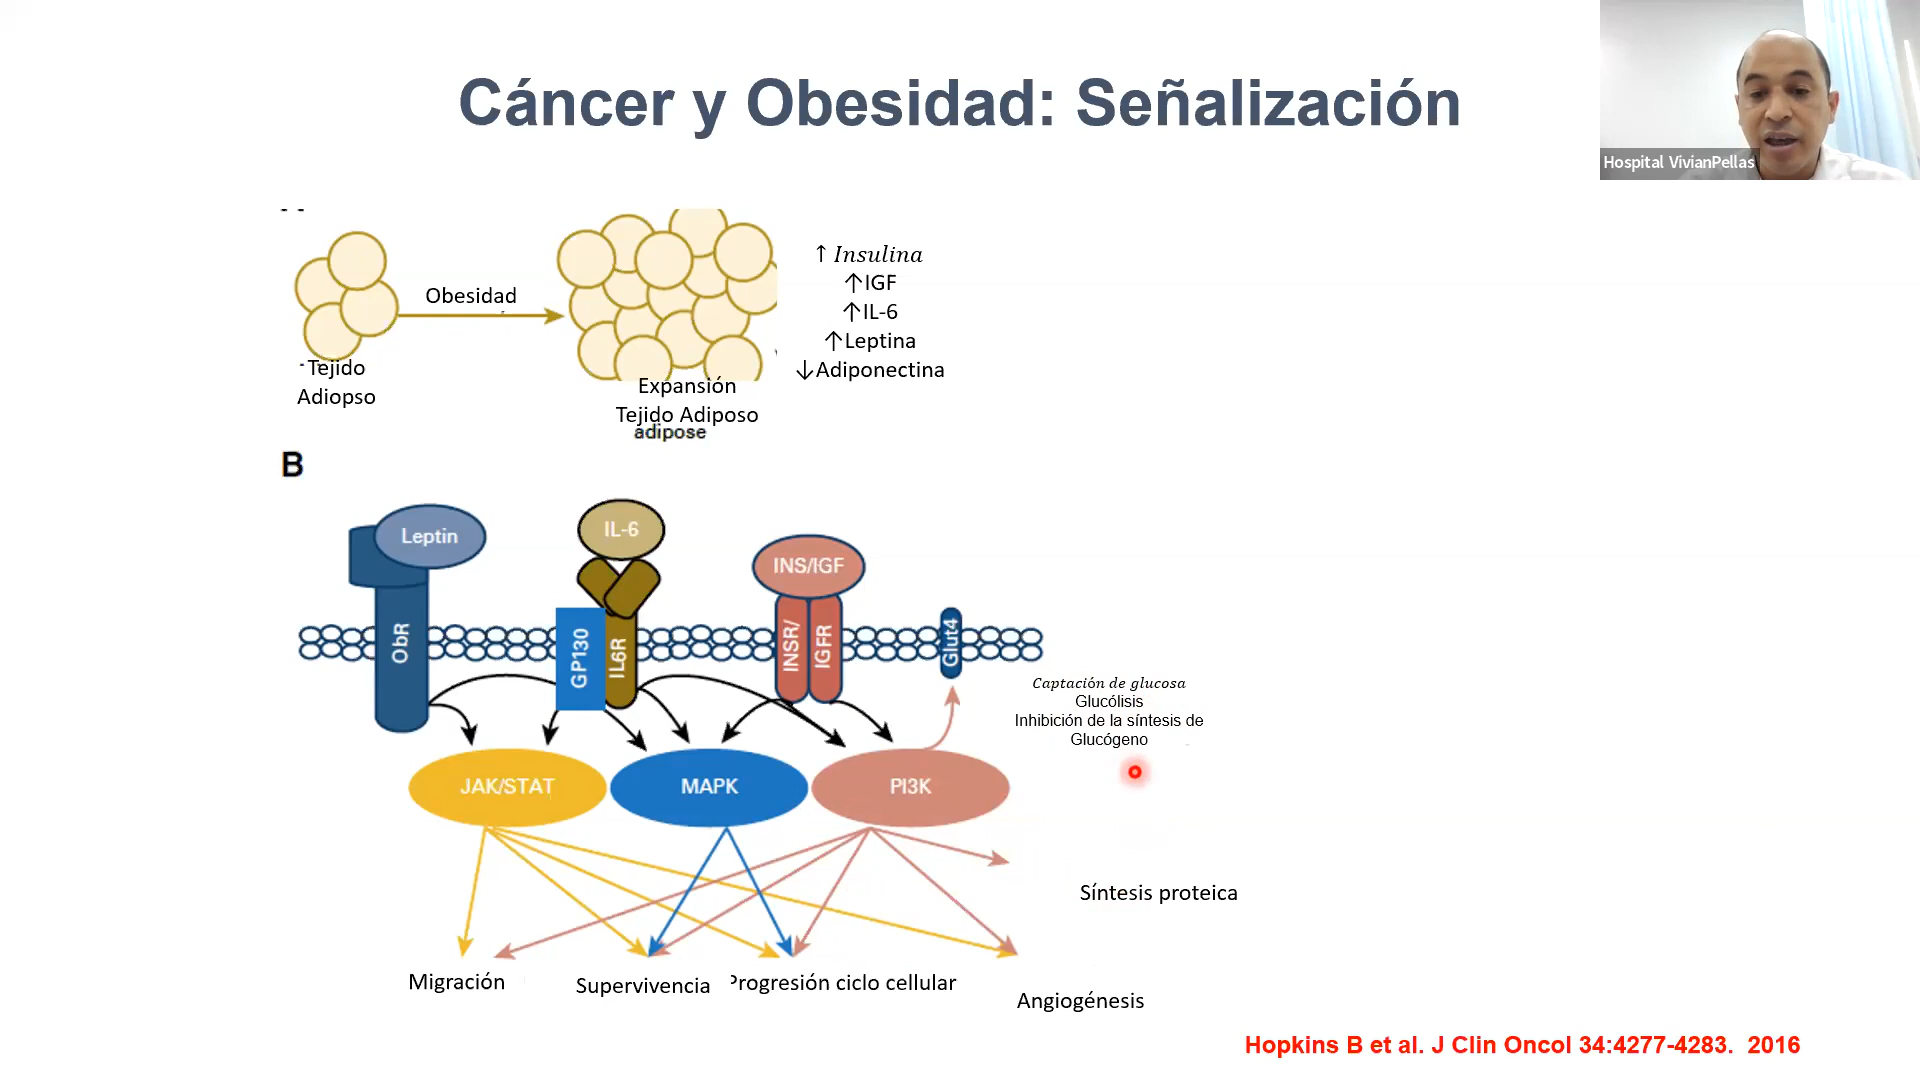 Cáncer y Obesidad: Señalización
Hospital VivianPellas
Obesidad
Tejido
Adiopso
Expansión
Tejido Adiposo
adipose
↑ Insulina
↑IGF
↑IL-6
↑Leptina
↓Adiponectina
B
Leptin
IL-6
INS/IGF
ObR
GP130
IL6R
INSR/
IGFR
Glut4
Captación de glucosa
Glucólisis
Inhibición de la síntesis de
Glucógeno
JAK/STAT
MAPK
PI3K
Síntesis proteica
Migración
Supervivencia
Progresión ciclo cellular
Angiogénesis
Hopkins B et al. J Clin Oncol 34:4277-4283. 2016